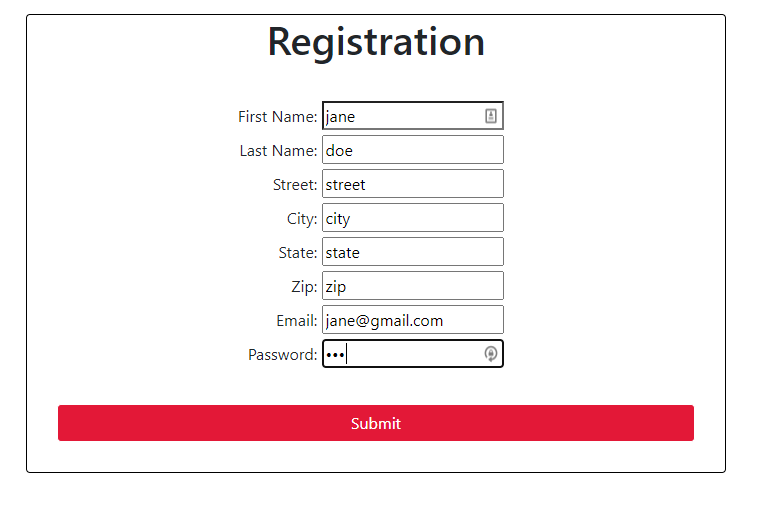 Registration
First Name: jane
Last Name: doe
Street: street
City: city
State: state
Zip: zip
Email: jane@gmail.com
Password: •••
Submit